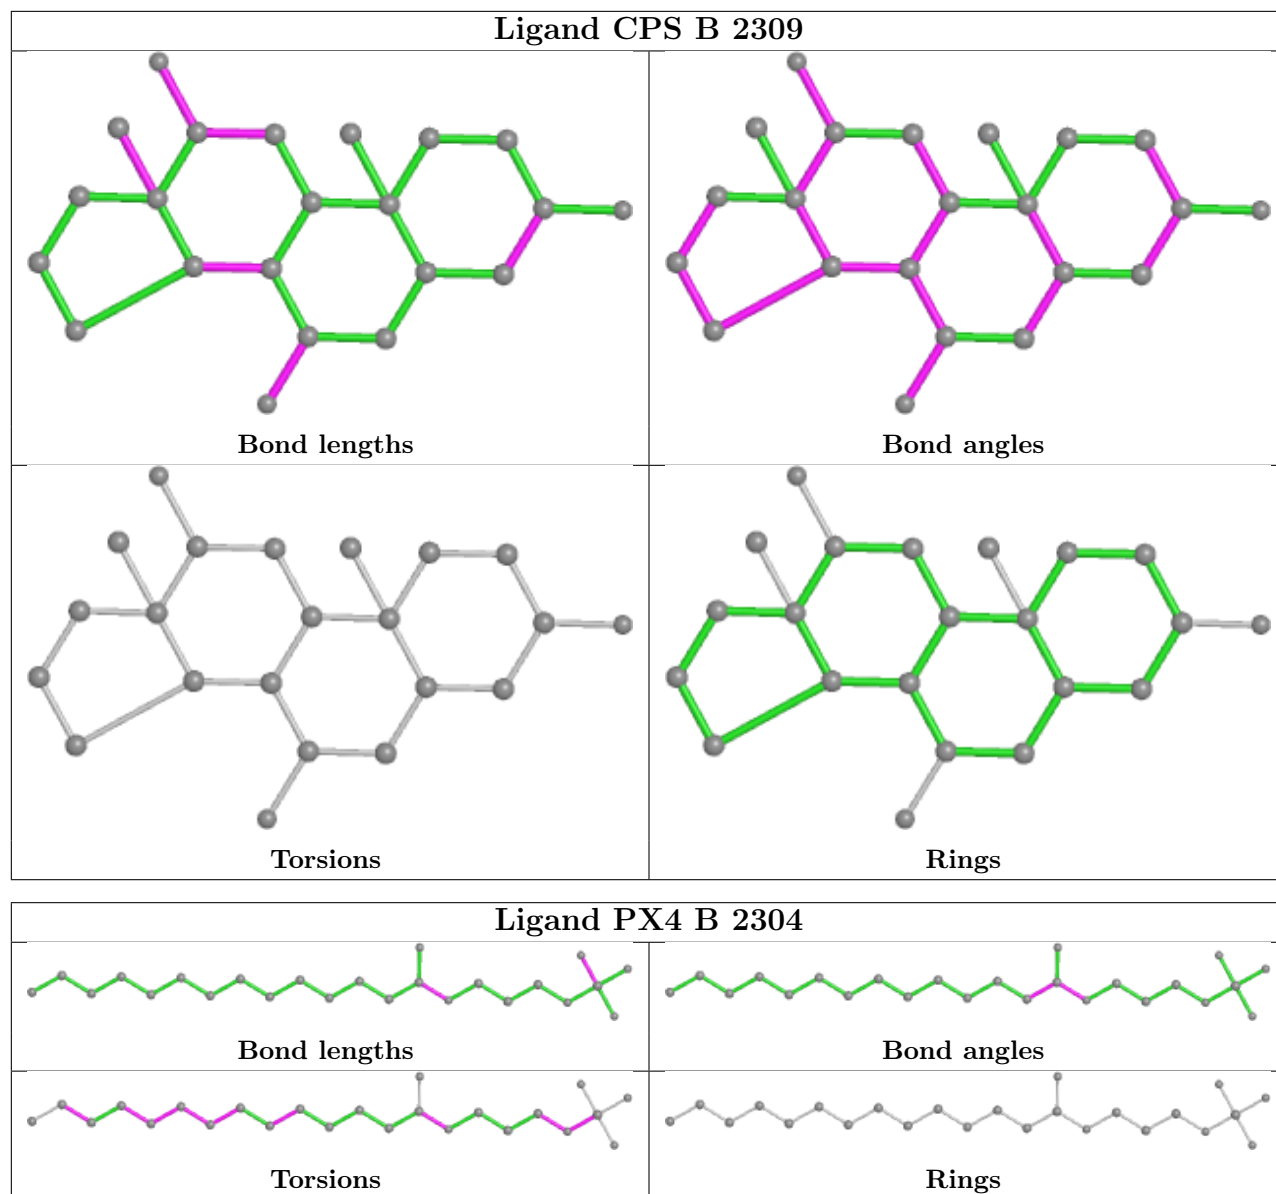 Ligand CPS B 2309
Bond lengths
Bond angles
Torsions
Rings
Ligand PX4 B 2304
Bond lengths
Bond angles
Torsions
Rings